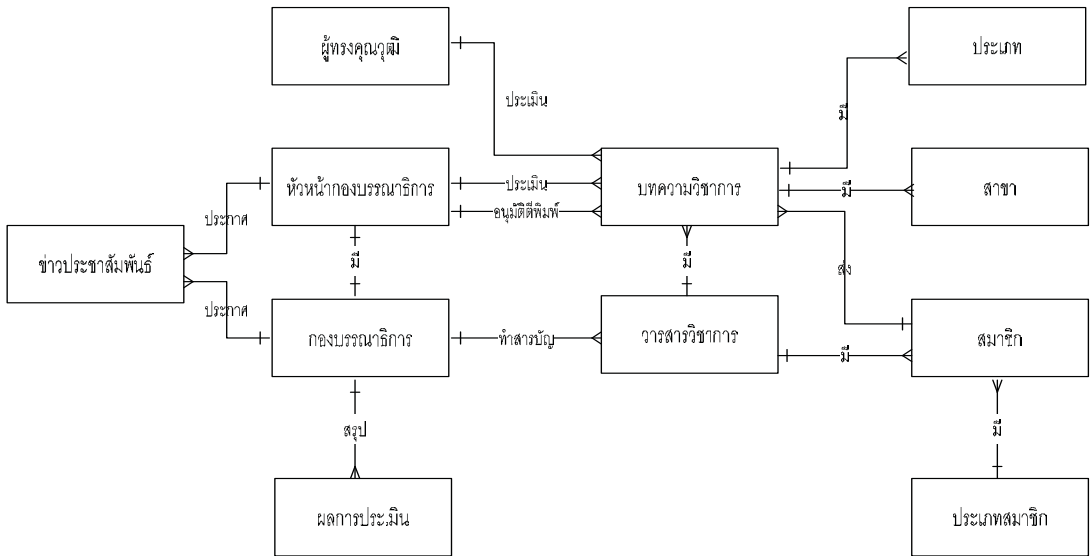 ผู้ทรงคุณวุฒิ
ประเภท
ประเมิน
มี
หัวหน้ากองบรรณาธิการ
ประเมิน
บทความวิชาการ
มี
สาขา
อนุมัติตีพิมพ์
ประกาศ
ข่าวประชาสัมพันธ์
มี
มี
ส่ง
ประกาศ
กองบรรณาธิการ
ทำสารบัญ
วารสารวิชาการ
มี
สมาชิก
สรุป
มี
ผลการประเมิน
ประเภทสมาชิก